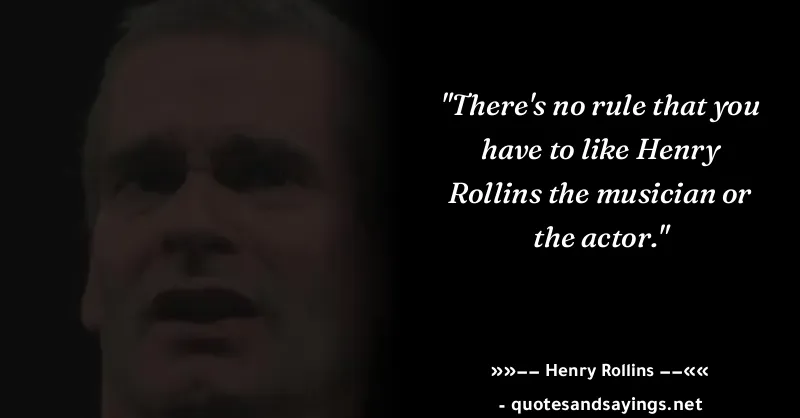 "There's no rule that you
have to like Henry
Rollins the musician or
the actor."
»»−− Henry Rollins −−««
- quotesandsayings.net